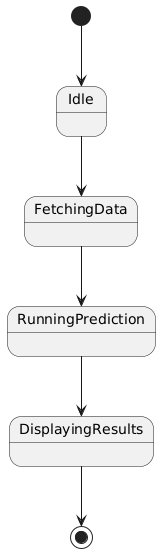 Idle
FetchingData
RunningPrediction
DisplayingResults